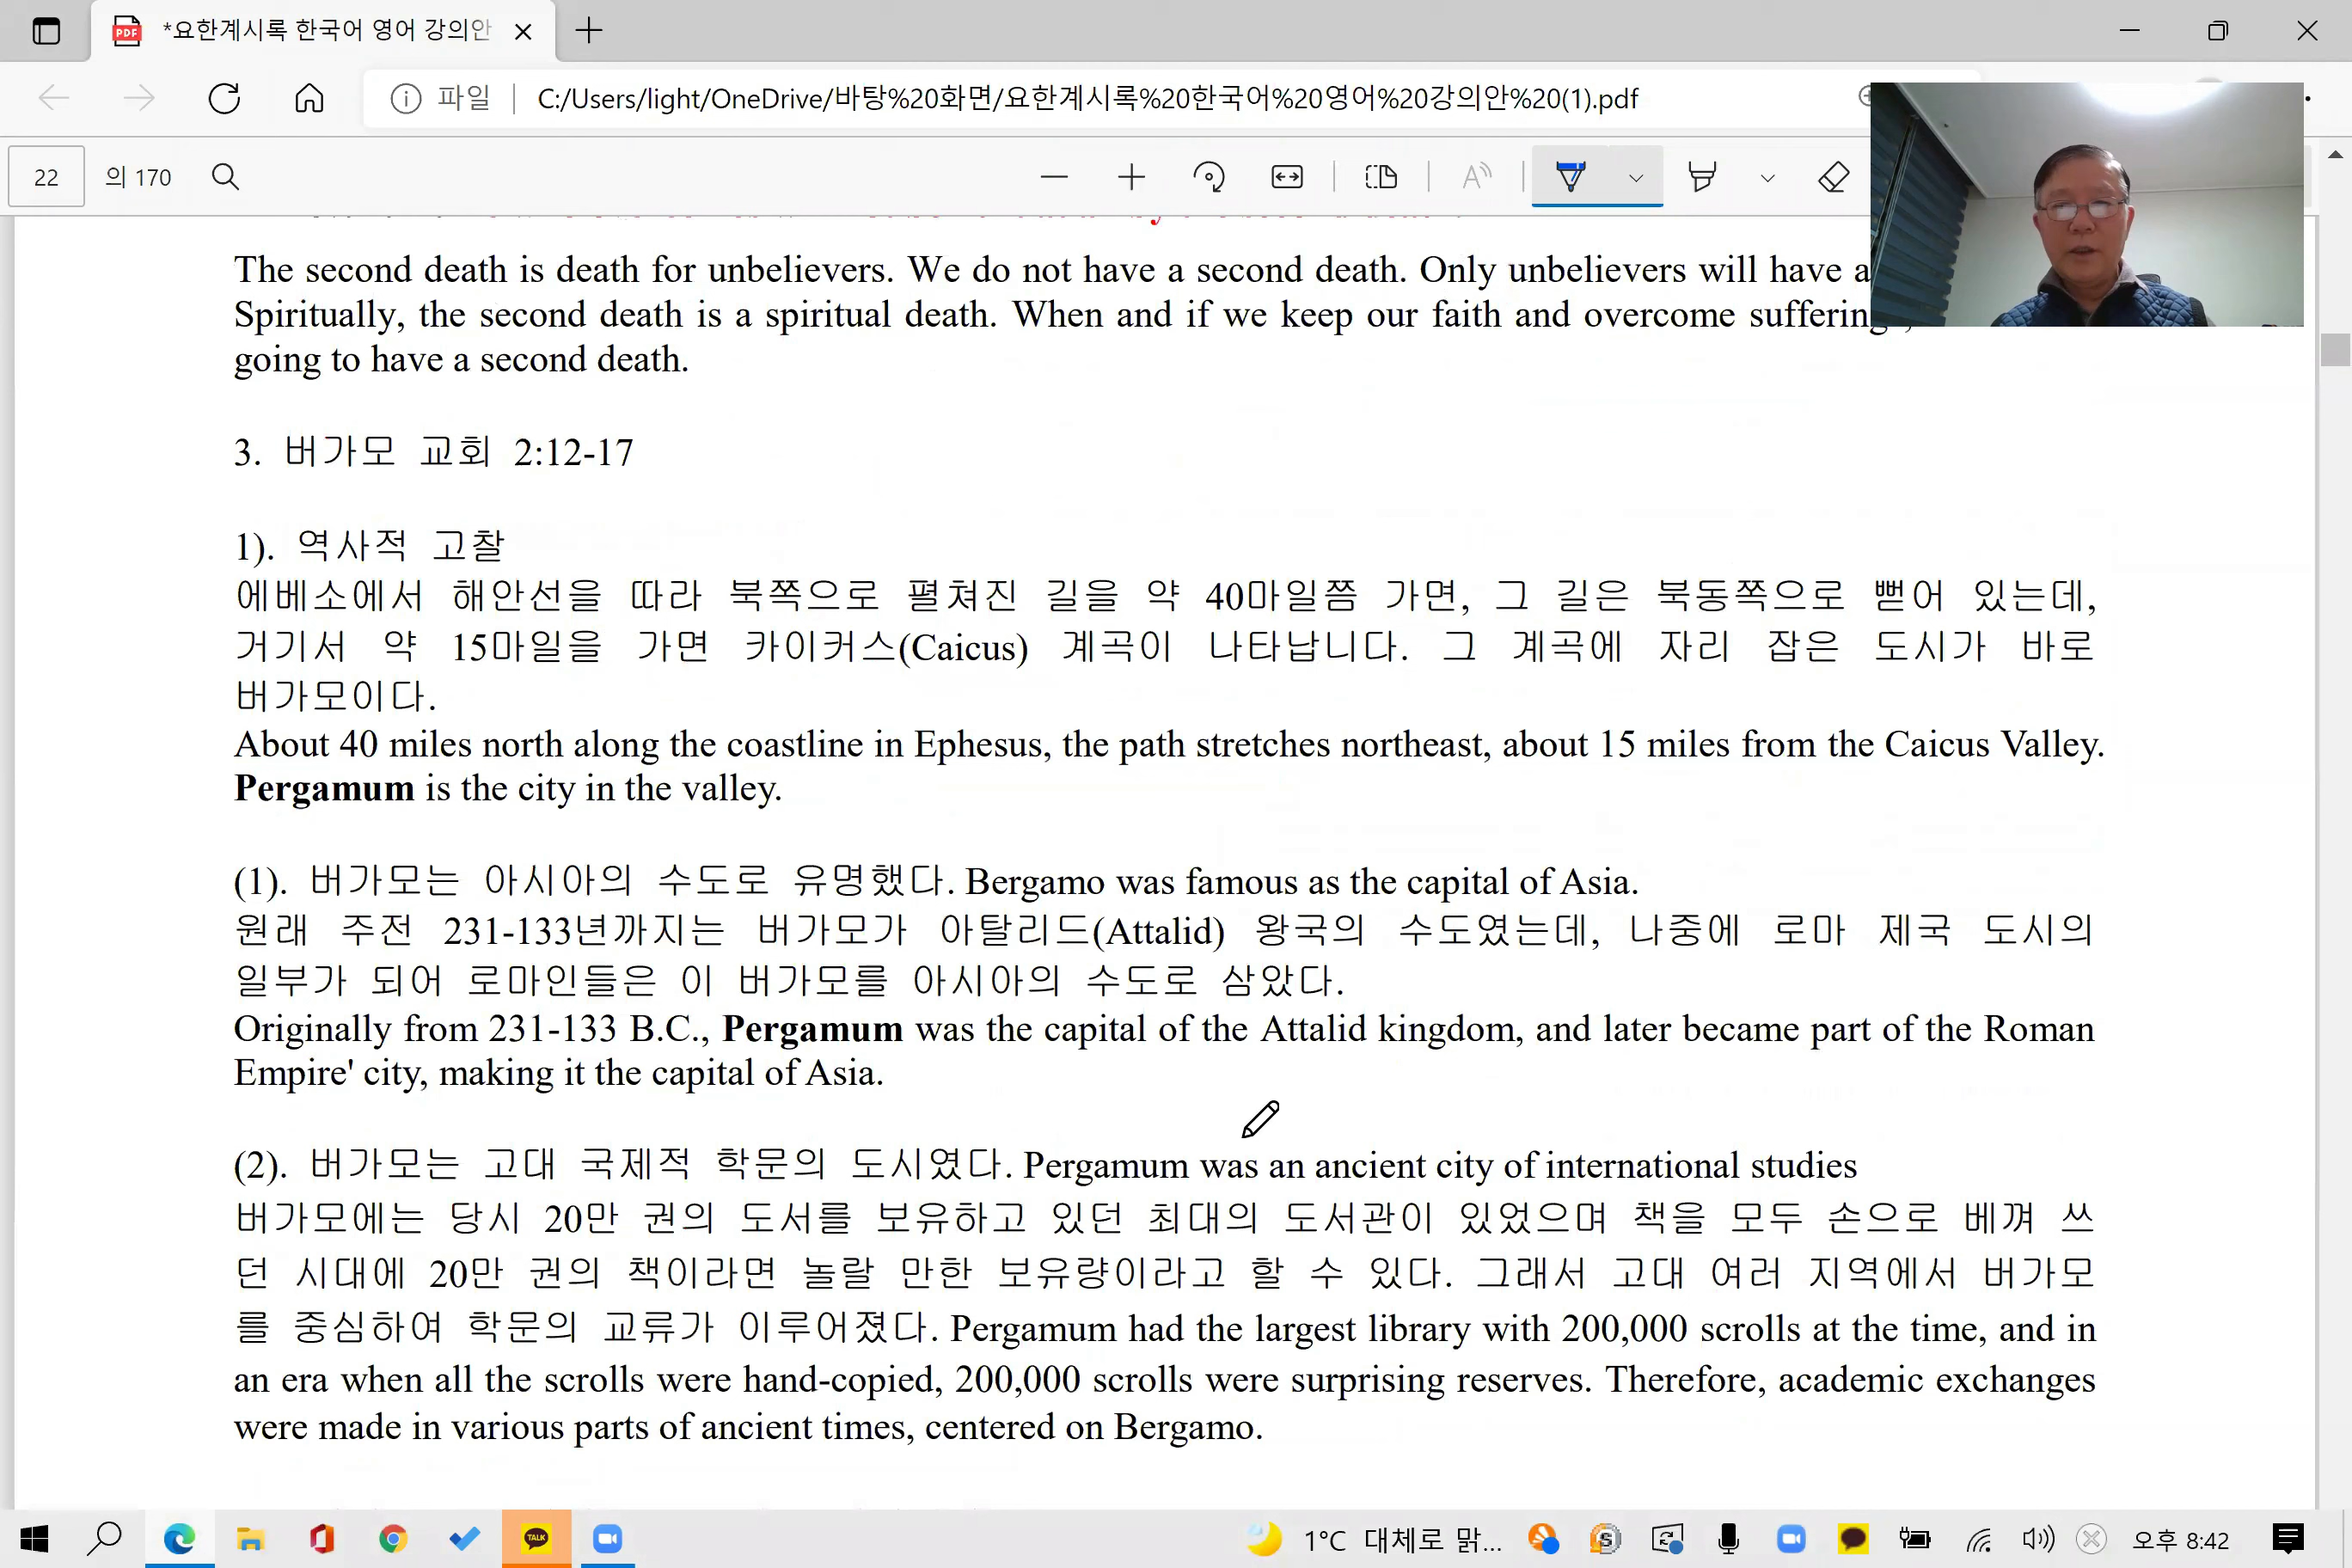 *요한계시록 한국어 영어 강의안
파일
C:/Users/light/OneDrive/바탕%20화면/요한계시록%20한국어%20영어%20강의안%20(1).pdf
22
의 170
The second death is death for unbelievers. We do not have a second death. Only unbelievers will have a
Spiritually, the second death is a spiritual death. When and if we keep our faith and overcome suffering
going to have a second death.
3. 버가모 교회 2:12-17
1). 역사적 고찰
에베소에서 해안선을 따라 북쪽으로 펼쳐진 길을 약 40마일쯤 가면, 그 길은 북동쪽으로 뻗어 있는데,
거기서 약 15마일을 가면 카이커스(Caicus) 계곡이 나타납니다. 그 계곡에 자리 잡은 도시가 바로
버가모이다.
About 40 miles north along the coastline in Ephesus, the path stretches northeast, about 15 miles from the Caicus Valley.
Pergamum is the city in the valley.
(1). 버가모는 아시아의 수도로 유명했다. Bergamo was famous as the capital of Asia.
원래 주전 231-133년까지는 버가모가 아탈리드(Attalid) 왕국의 수도였는데, 나중에 로마 제국 도시의
일부가 되어 로마인들은 이 버가모를 아시아의 수도로 삼았다.
Originally from 231-133 B.C., Pergamum was the capital of the Attalid kingdom, and later became part of the Roman
Empire' city, making it the capital of Asia.
(2). 버가모는 고대 국제적 학문의 도시였다. Pergamum was an ancient city of international studies
버가모에는 당시 20만 권의 도서를 보유하고 있던 최대의 도서관이 있었으며 책을 모두 손으로 베껴 쓰
던 시대에 20만 권의 책이라면 놀랄 만한 보유량이라고 할 수 있다. 그래서 고대 여러 지역에서 버가모
를 중심하여 학문의 교류가 이루어졌다. Pergamum had the largest library with 200,000 scrolls at the time, and in
an era when all the scrolls were hand-copied, 200,000 scrolls were surprising reserves. Therefore, academic exchanges
were made in various parts of ancient times, centered on Bergamo.
1°C 대체로 맑... 오후 8:42